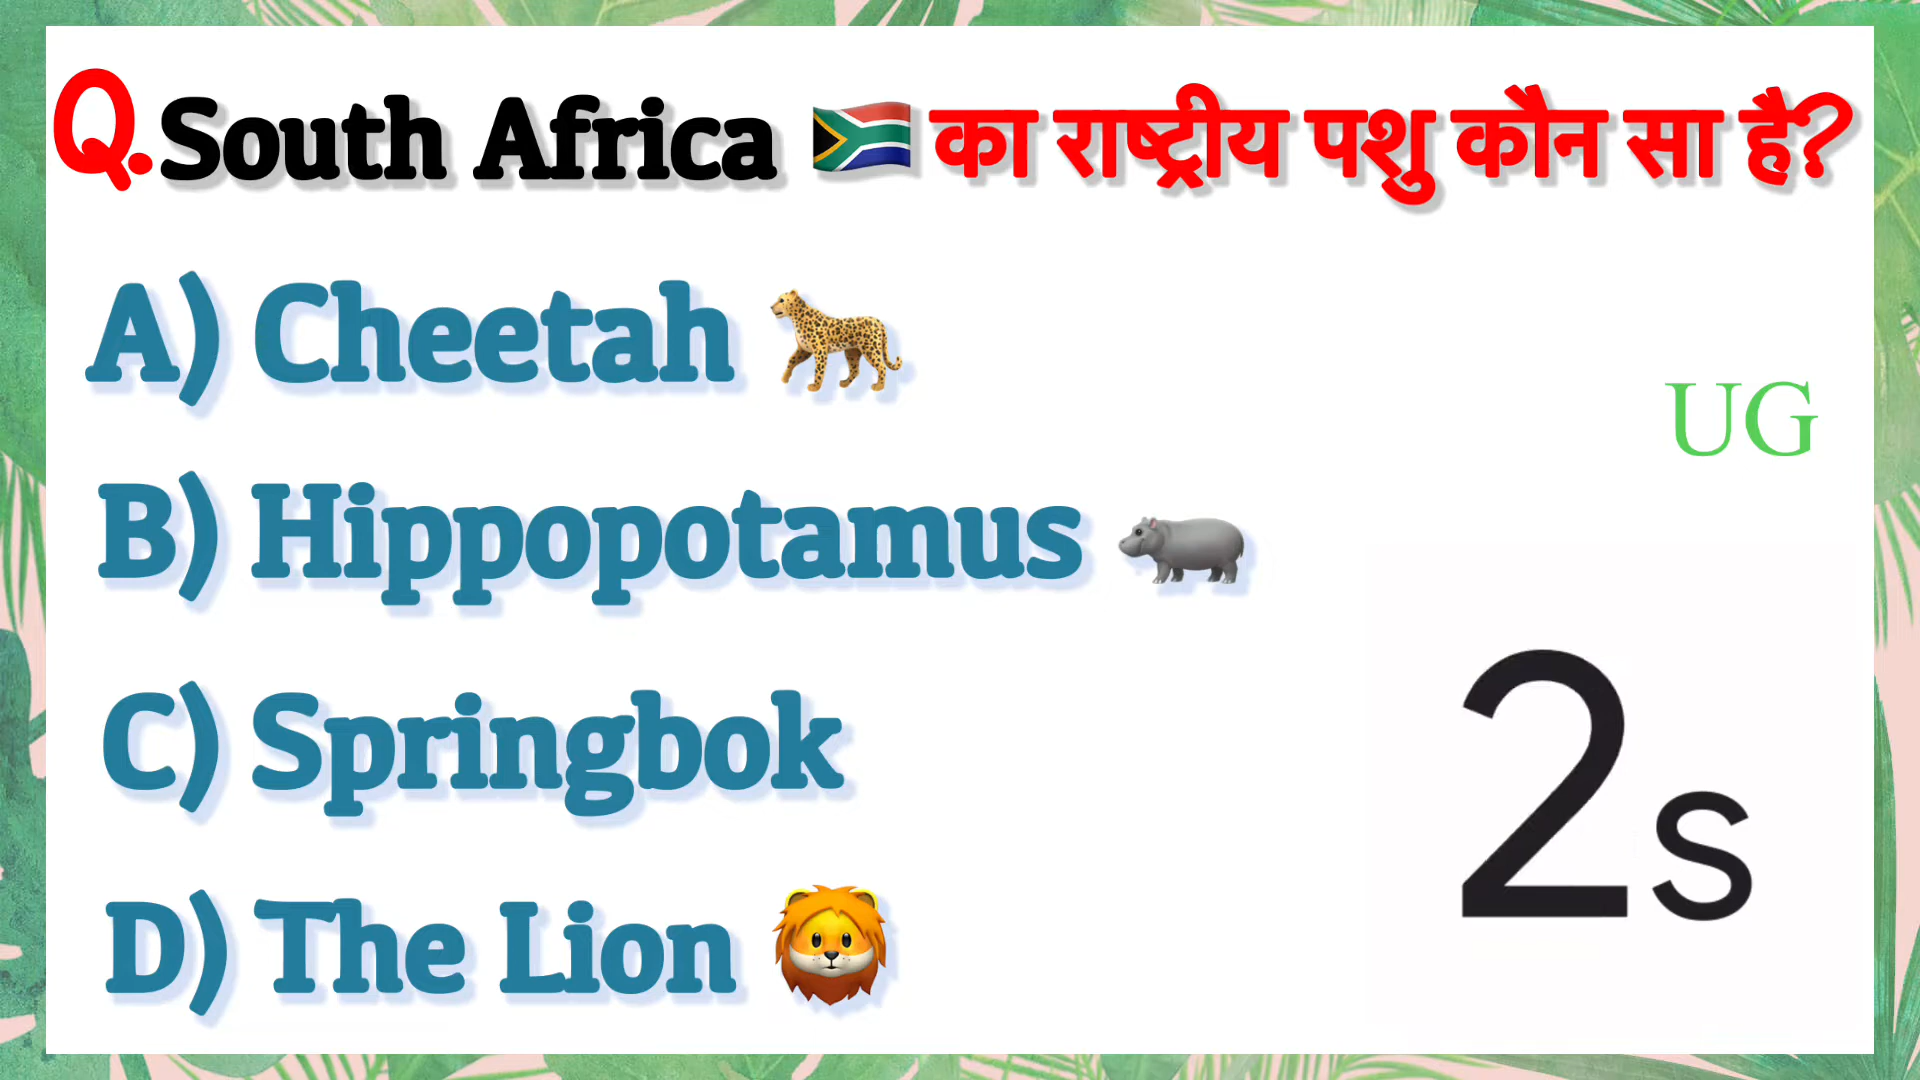 Q.South Africa 🇿🇦 का राष्ट्रीय पशु कौन सा है?
A) Cheetah 🐆
UG
B) Hippopotamus 🦛
C) Springbok
2s
D) The Lion 🦁